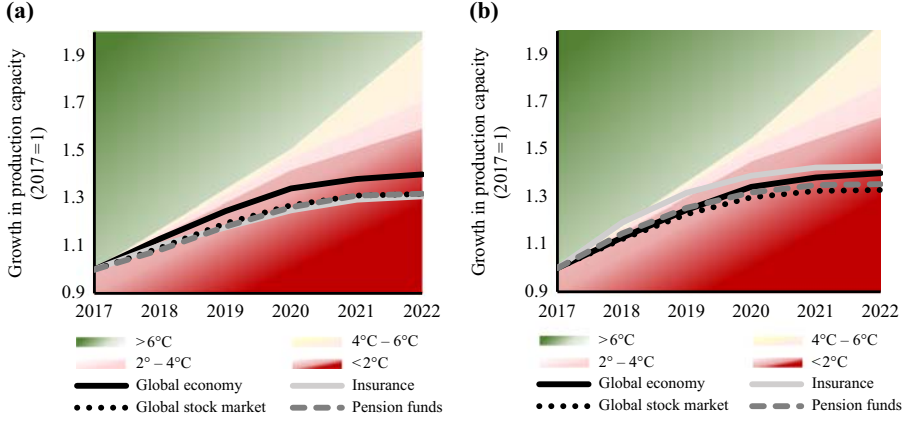 (a)
Growth in production capacity
(2017 = 1)
1.9
1.7
1.5
1.3
1.1
0.9
2017 2018 2019 2020 2021 2022
>6°C 4°C – 6°C
2° – 4°C <2°C
Global economy Insurance
Global stock market Pension funds
(b)
Growth in production capacity
(2017 = 1)
1.9
1.7
1.5
1.3
1.1
0.9
2017 2018 2019 2020 2021 2022
>6°C 4°C – 6°C
2° – 4°C <2°C
Global economy Insurance
Global stock market Pension funds